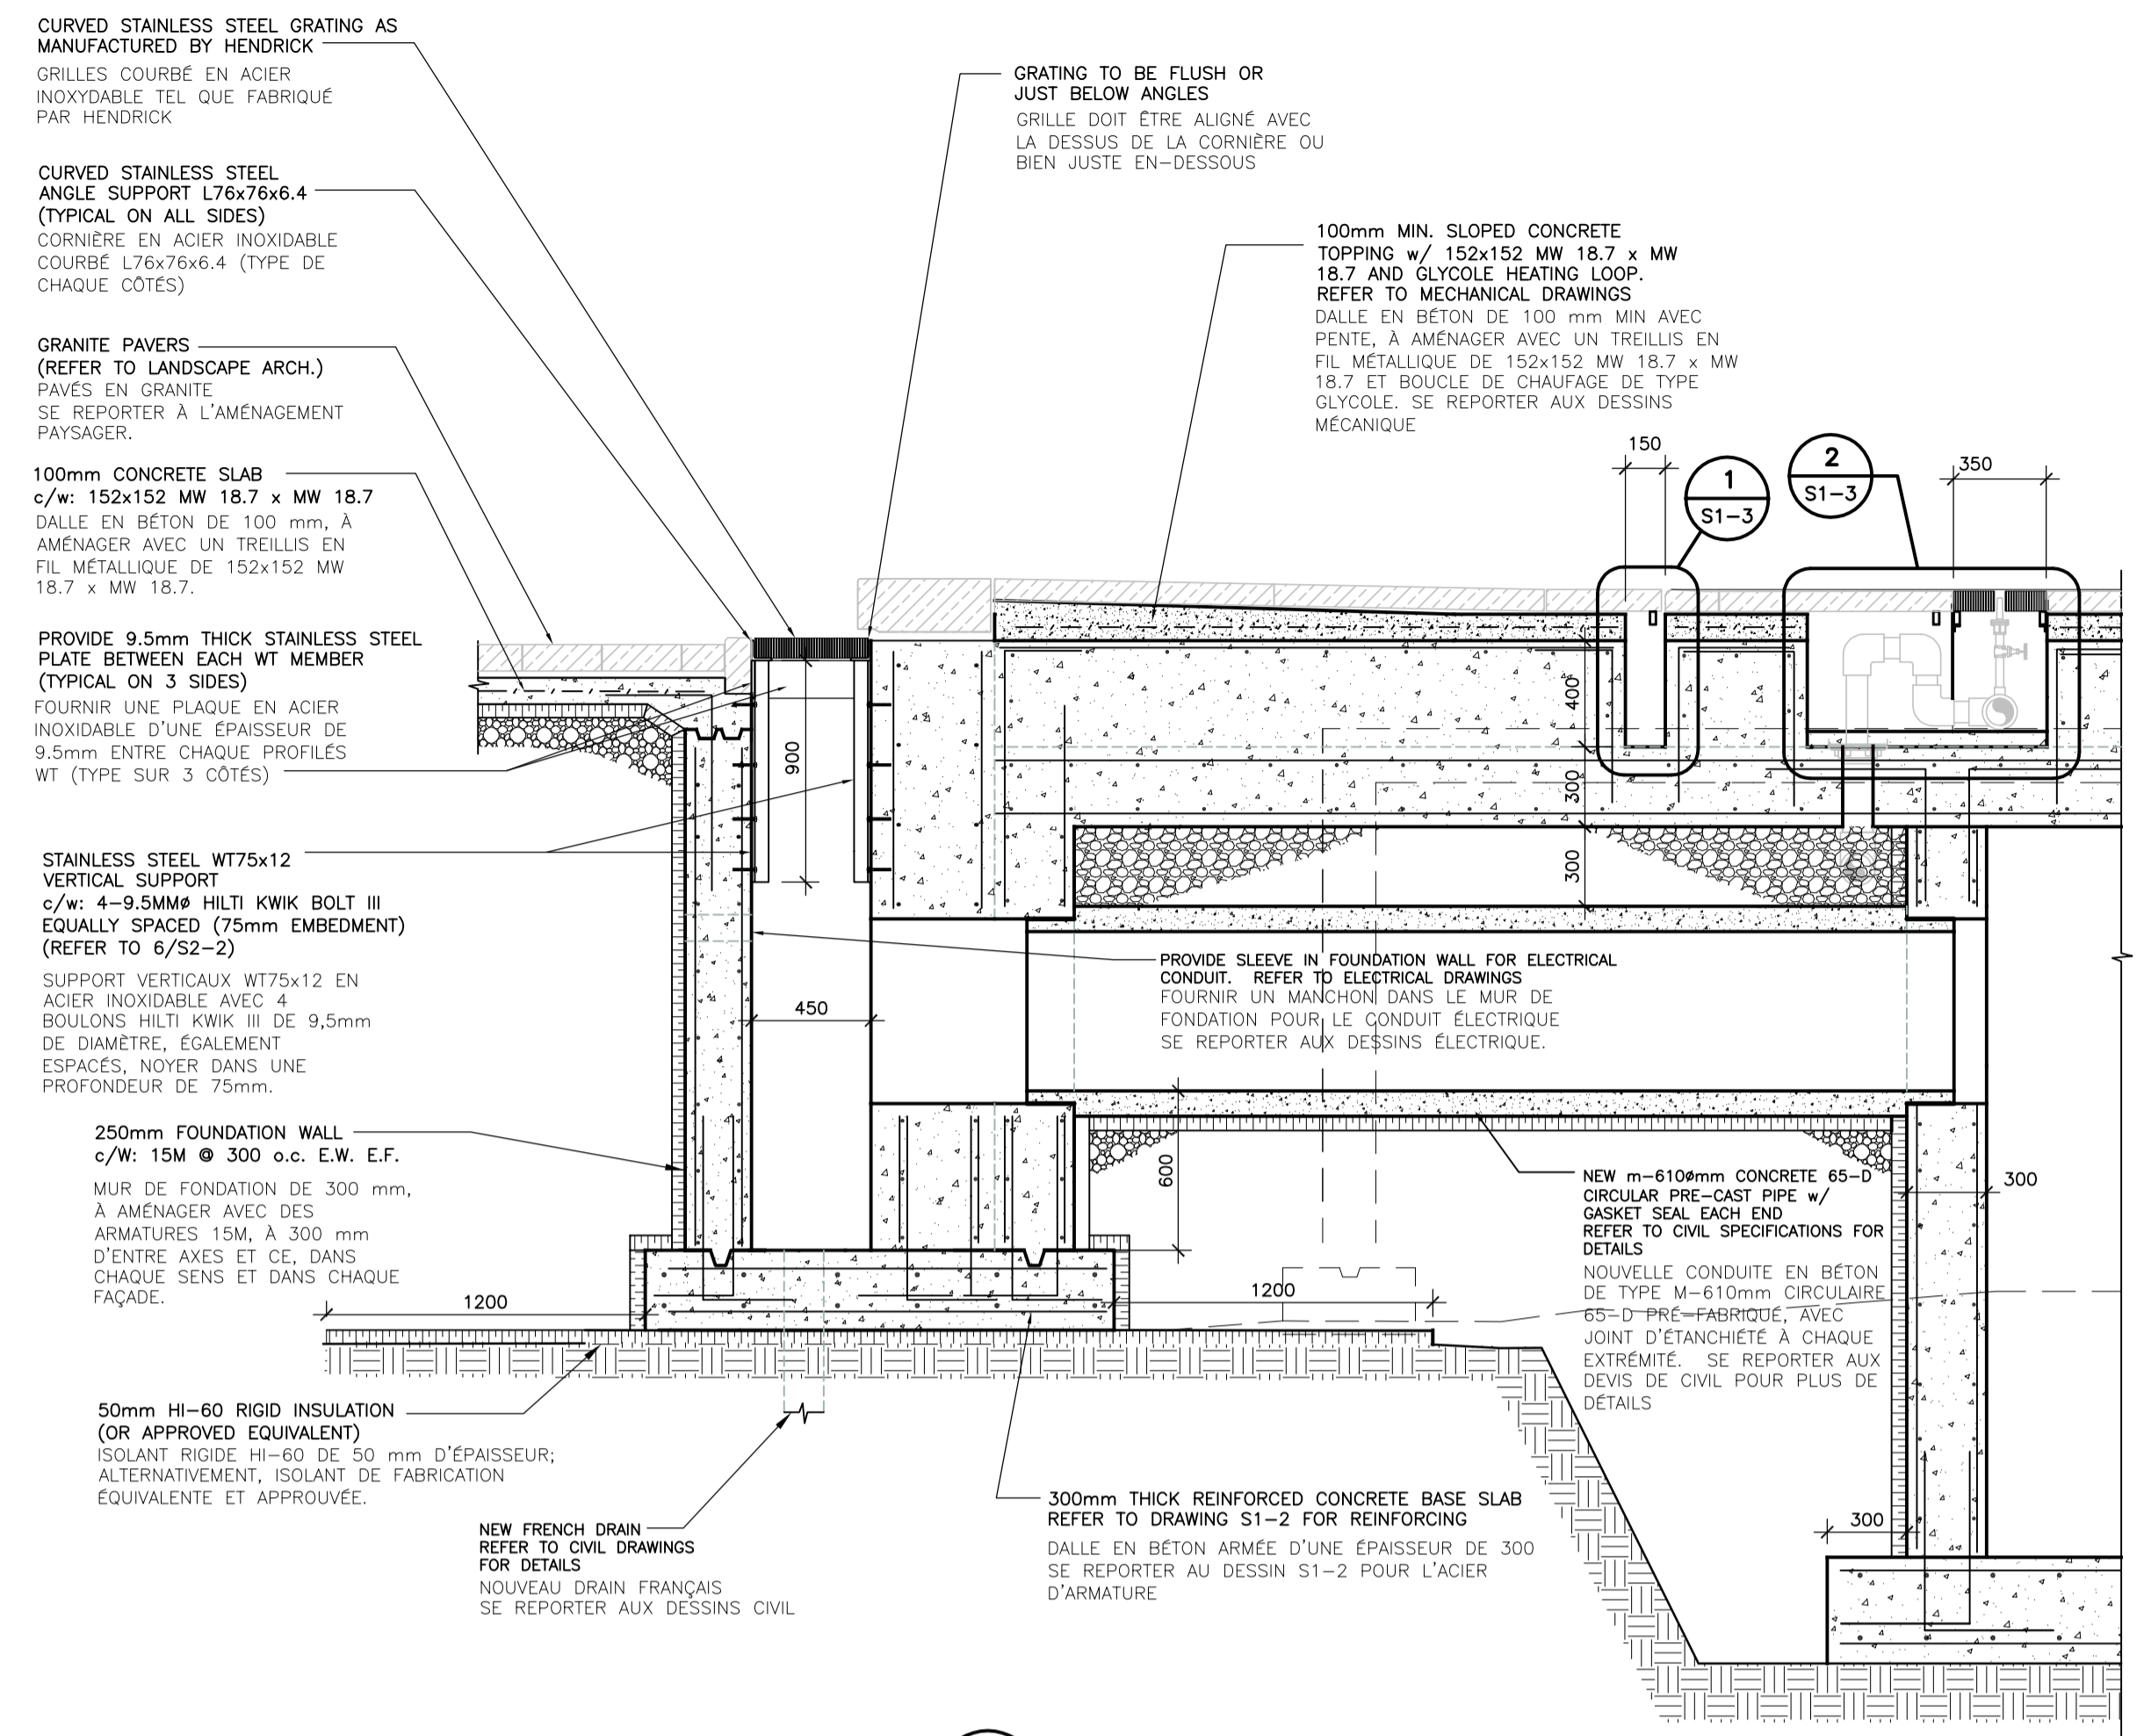 CURVED STAINLESS STEEL GRATING AS
MANUFACTURED BY HENDRICK
GRILLES COURBÉ EN ACIER
INOXYDABLE TEL QUE FABRIQUÉ
PAR HENDRICK
CURVED STAINLESS STEEL
ANGLE SUPPORT L76x76x6.4
(TYPICAL ON ALL SIDES)
CORNIÈRE EN ACIER INOXIDABLE
COURBÉ L76x76x6.4 (TYPE DE
CHAQUE CÔTÉS)
GRANITE PAVERS
(REFER TO LANDSCAPE ARCH.)
PAVÉS EN GRANITE
SE REPORTER À L'AMÉNAGEMENT
PAYSAGER.
100mm CONCRETE SLAB
c/w: 152x152 MW 18.7 x MW 18.7
DALLE EN BÉTON DE 100 mm, À
AMÉNAGER AVEC UN TREILLIS EN
FIL MÉTALLIQUE DE 152x152 MW
18.7 x MW 18.7.
PROVIDE 9.5mm THICK STAINLESS STEEL
PLATE BETWEEN EACH WT MEMBER
(TYPICAL ON 3 SIDES)
FOURNIR UNE PLAQUE EN ACIER
INOXIDABLE D'UNE ÉPAISSEUR DE
9.5mm ENTRE CHAQUE PROFILÉS
WT (TYPE SUR 3 CÔTÉS)
STAINLESS STEEL WT75x12
VERTICAL SUPPORT
c/w: 4-9.5MMø HILTI KWIK BOLT III
EQUALLY SPACED (75mm EMBEDMENT)
(REFER TO 6/S2-2)
SUPPORT VERTICAUX WT75x12 EN
ACIER INOXIDABLE AVEC 4
BOULONS HILTI KWIK III DE 9,5mm
DE DIAMÈTRE, ÉGALEMENT
ESPACÉS, NOYER DANS UNE
PROFONDEUR DE 75mm.
250mm FOUNDATION WALL
c/W: 15M @ 300 o.c. E.W. E.F.
MUR DE FONDATION DE 300 mm,
À AMÉNAGER AVEC DES
ARMATURES 15M, À 300 mm
D'ENTRE AXES ET CE, DANS
CHAQUE SENS ET DANS CHAQUE
FAÇADE.
50mm HI-60 RIGID INSULATION
(OR APPROVED EQUIVALENT)
ISOLANT RIGIDE HI-60 DE 50 mm D'ÉPAISSEUR;
ALTERNATIVEMENT, ISOLANT DE FABRICATION
ÉQUIVALENTE ET APPROUVÉE.
NEW FRENCH DRAIN
REFER TO CIVIL DRAWINGS
FOR DETAILS
NOUVEAU DRAIN FRANÇAIS
SE REPORTER AUX DESSINS CIVIL
GRATING TO BE FLUSH OR
JUST BELOW ANGLES
GRILLE DOIT ÊTRE ALIGNÉ AVEC
LA DESSUS DE LA CORNIÈRE OU
BIEN JUSTE EN-DESSOUS
100mm MIN. SLOPED CONCRETE
TOPPING w/ 152x152 MW 18.7 x MW
18.7 AND GLYCOLE HEATING LOOP.
REFER TO MECHANICAL DRAWINGS
DALLE EN BÉTON DE 100 mm MIN AVEC
PENTE, À AMÉNAGER AVEC UN TREILLIS EN
FIL MÉTALLIQUE DE 152x152 MW 18.7 x MW
18.7 ET BOUCLE DE CHAUFAGE DE TYPE
GLYCOLE. SE REPORTER AUX DESSINS
MÉCANIQUE
150
1
S1-3
2
S1-3
350
400
300
300
900
450
600
PROVIDE SLEEVE IN FOUNDATION WALL FOR ELECTRICAL
CONDUIT. REFER TO ELECTRICAL DRAWINGS
FOURNIR UN MANCHON DANS LE MUR DE
FONDATION POUR LE CONDUIT ÉLECTRIQUE
SE REPORTER AUX DESSINS ÉLECTRIQUE.
NEW m-610ømm CONCRETE 65-D
CIRCULAR PRE-CAST PIPE w/
GASKET SEAL EACH END
REFER TO CIVIL SPECIFICATIONS FOR
DETAILS
NOUVELLE CONDUITE EN BÉTON
DE TYPE M-610mm CIRCULAIRE
65-D PRÉ-FABRIQUÉ, AVEC
JOINT D'ÉTANCHIÉTÉ À CHAQUE
EXTRÉMITÉ. SE REPORTER AUX
DEVIS DE CIVIL POUR PLUS DE
DÉTAILS
300
1200
1200
300
300mm THICK REINFORCED CONCRETE BASE SLAB
REFER TO DRAWING S1-2 FOR REINFORCING
DALLE EN BÉTON ARMÉE D'UNE ÉPAISSEUR DE 300
SE REPORTER AU DESSIN S1-2 POUR L'ACIER
D'ARMATURE